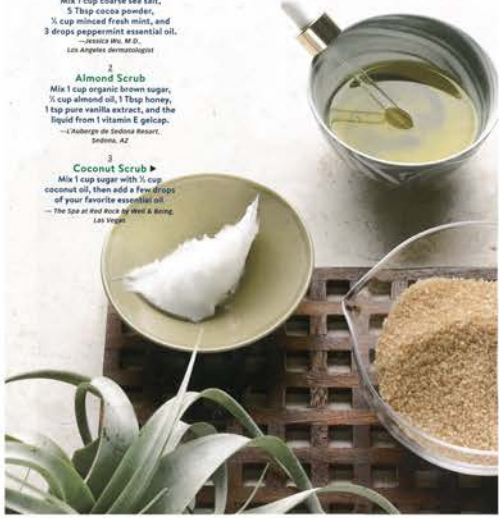 Mix 1 cup coarse sea salt,
5 Tbsp cocoa powder,
½ cup minced fresh mint, and
3 drops peppermint essential oil.
—Jessica Wu, M.D.,
Los Angeles dermatologist
2
Almond Scrub
Mix 1 cup organic brown sugar,
½ cup almond oil, 1 Tbsp honey,
1 tsp pure vanilla extract, and the
liquid from 1 vitamin E gelcap.
—L'Auberge de Sedona Resort,
Sedona, AZ
3
Coconut Scrub ▶
Mix 1 cup sugar with ½ cup
coconut oil, then add a few drops
of your favorite essential oil.
— The Spa at Red Rock by Well & Being,
Las Vegas